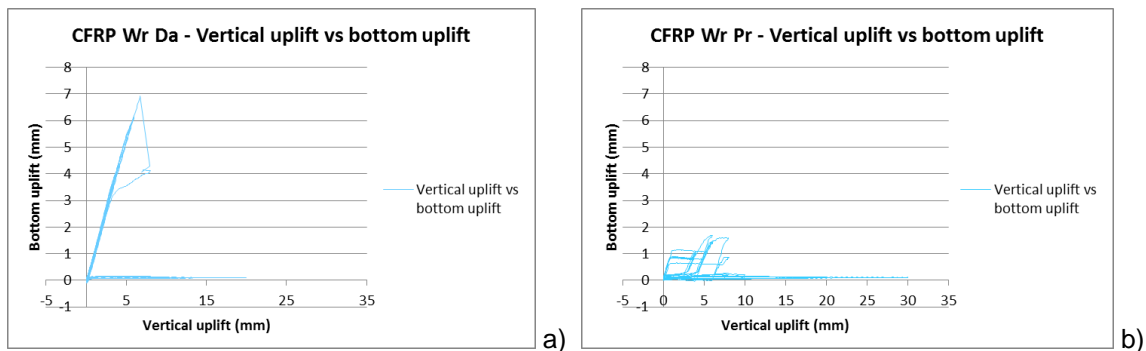 CFRP Wr Da - Vertical uplift vs bottom uplift
8
7
6
5
4
3
2
1
0
-1
-5
5
15
25
35
Bottom uplift (mm)
Vertical uplift (mm)
Vertical uplift vs
bottom uplift
a)
CFRP Wr Pr - Vertical uplift vs bottom uplift
8
7
6
5
4
3
2
1
0
-1
-5
0
5
10
15
20
25
30
35
Bottom uplift (mm)
Vertical uplift (mm)
Vertical uplift vs
bottom uplift
b)